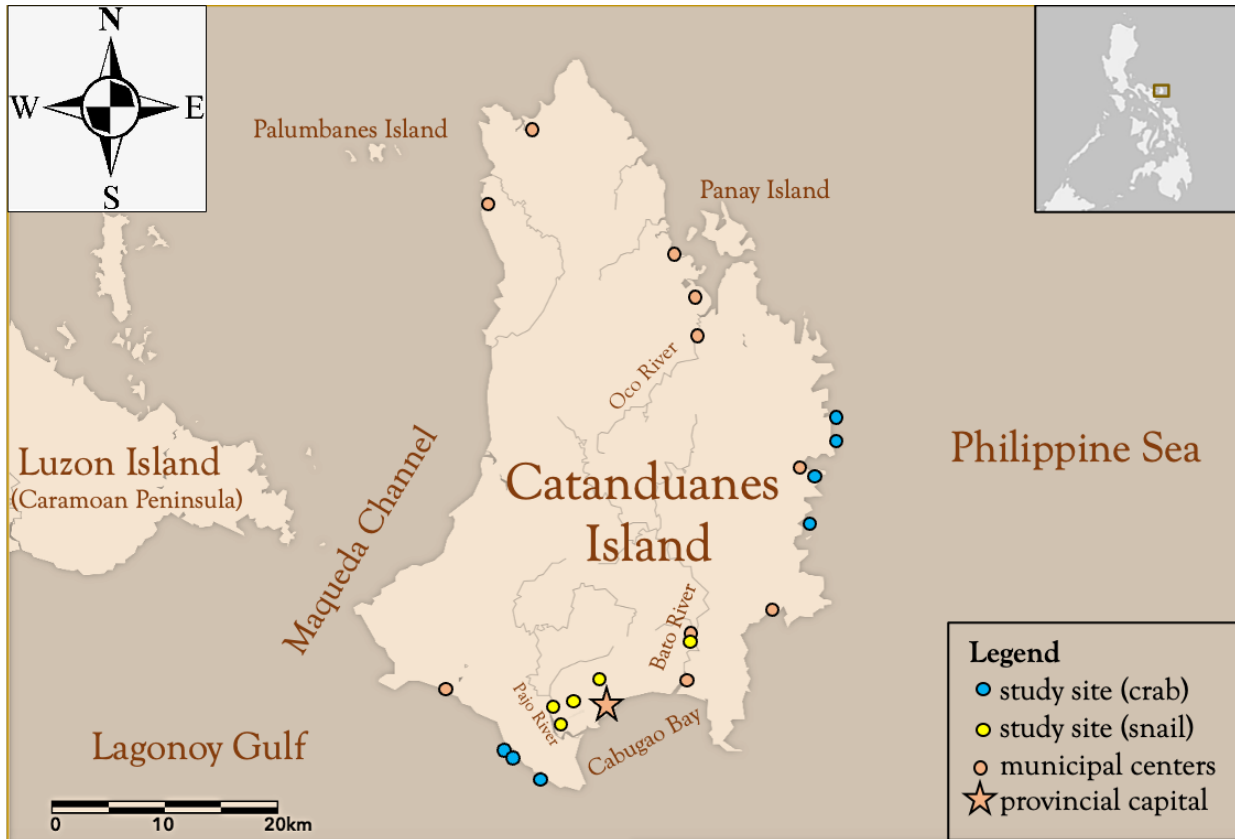 N
W E
S
Palumbanes Island
Panay Island
Oco River
Luzon Island
(Caramoan Peninsula)
Maqueda Channel
Catanduanes
Island
Philippine Sea
Bato River
Pajo River
Cabugao Bay
Lagonoy Gulf
0 10 20km
Legend
study site (crab)
study site (snail)
municipal centers
provincial capital